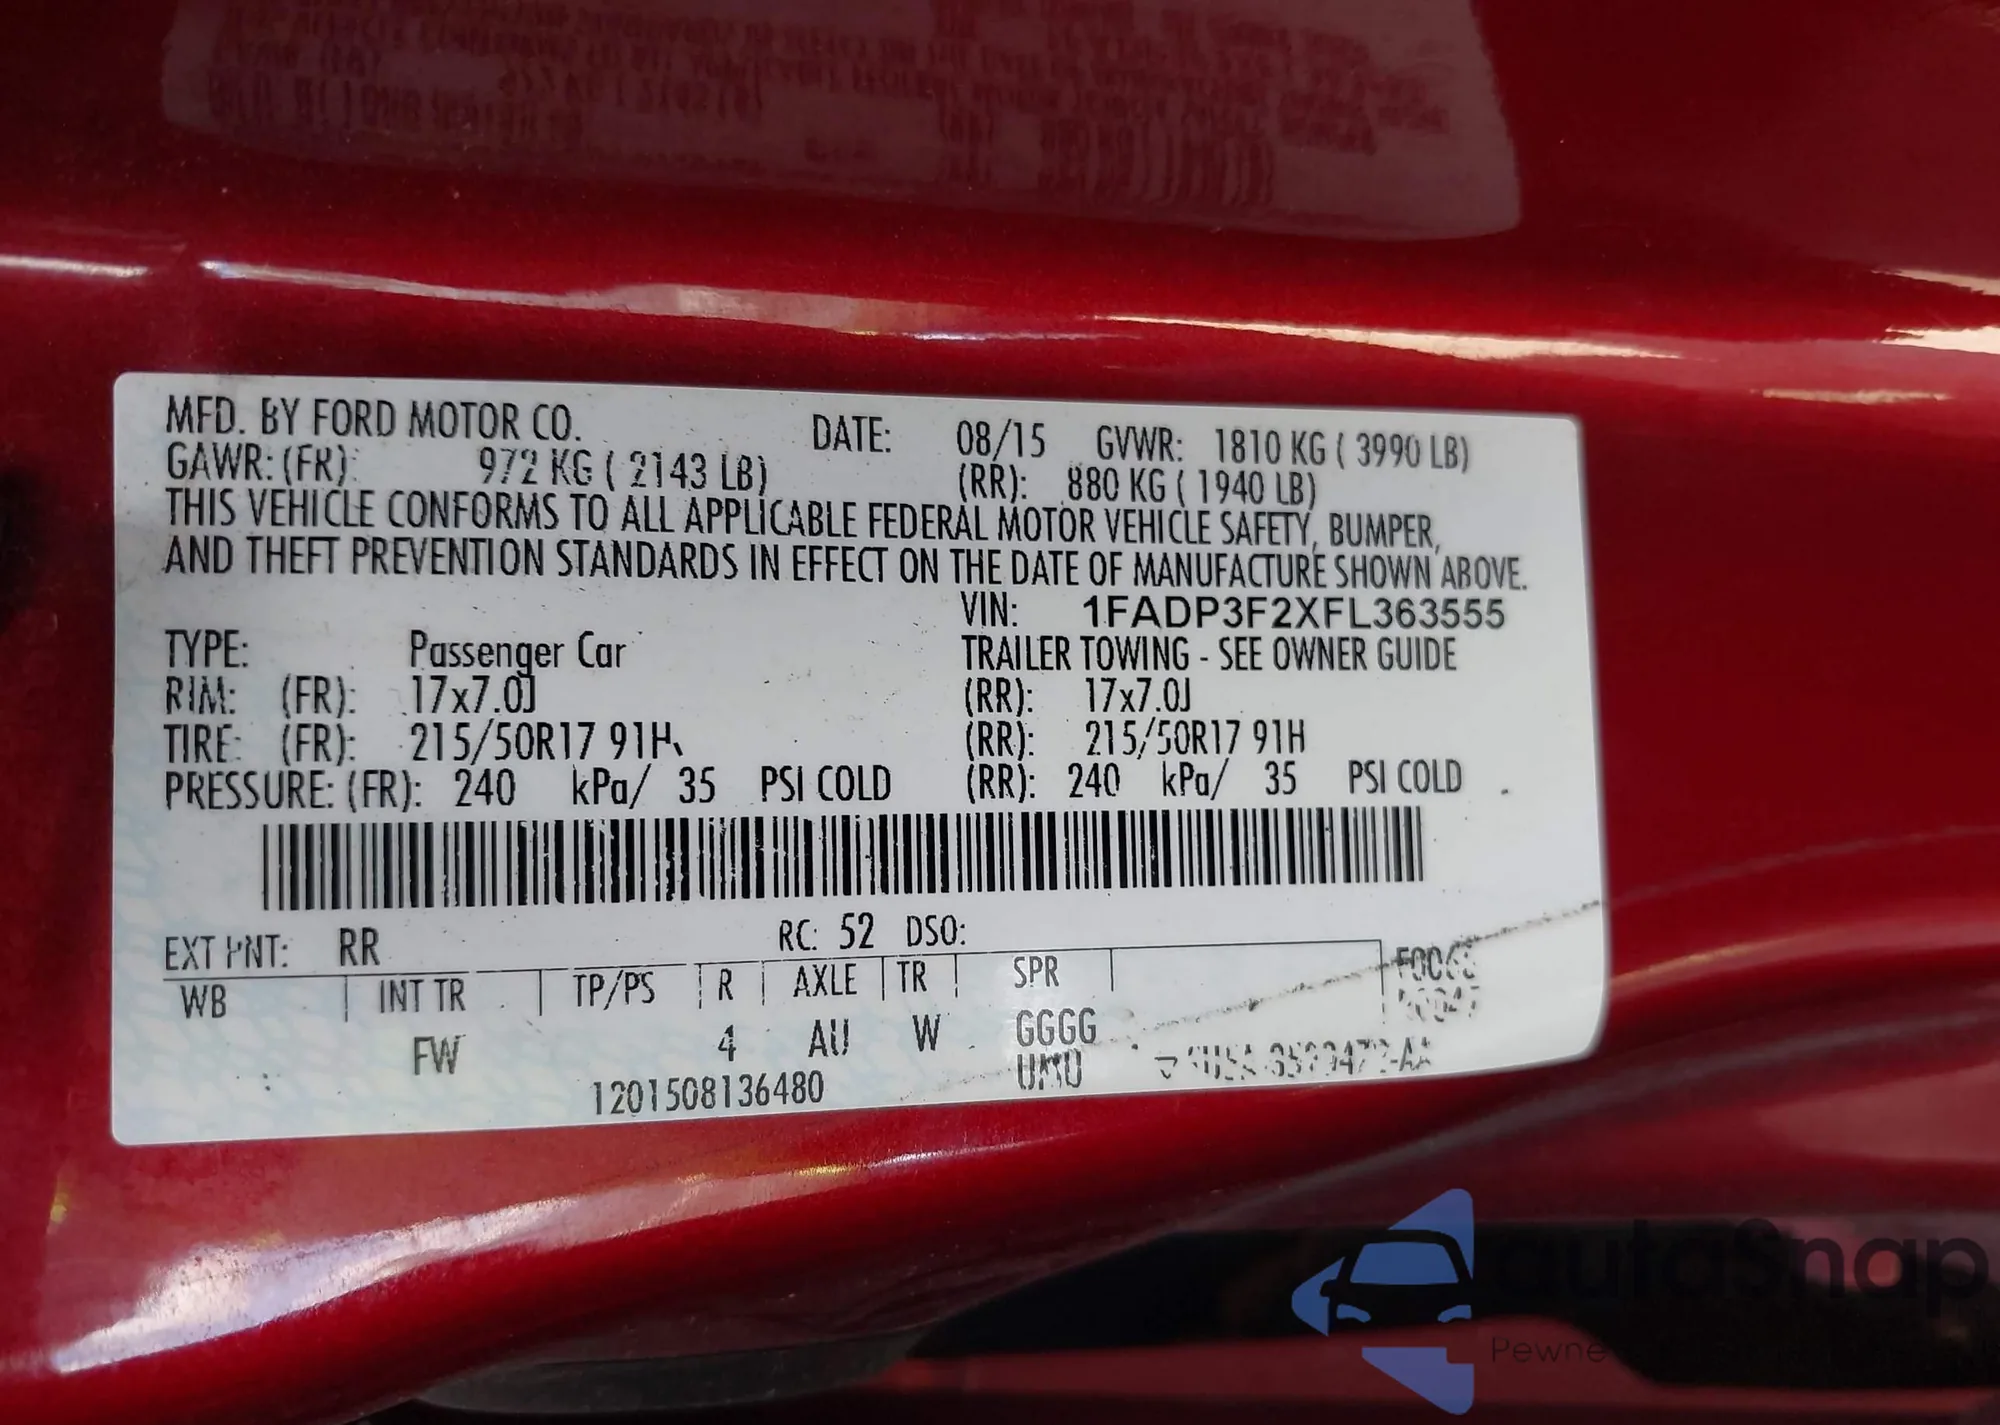 MFD. BY FORD MOTOR CO. DATE: 08/15 GVWR: 1810 KG ( 3990 LB)
GAWR: (FR): 972 KG ( 2143 LB) (RR): 880 KG ( 1940 LB)
THIS VEHICLE CONFORMS TO ALL APPLICABLE FEDERAL MOTOR VEHICLE SAFETY, BUMPER,
AND THEFT PREVENTION STANDARDS IN EFFECT ON THE DATE OF MANUFACTURE SHOWN ABOVE.
VIN: 1FADP3F2XFL363555
TYPE: Passenger Car TRAILER TOWING - SEE OWNER GUIDE
RIM: (FR): 17x7.0J (RR): 17x7.0J
TIRE: (FR): 215/50R17 91H (RR): 215/50R17 91H
PRESSURE: (FR): 240 kPa/ 35 PSI COLD (RR): 240 kPa/ 35 PSI COLD
EXT PNT: RR RC: 52 DSO:
WB INT TR TP/PS R AXLE TR SPR
FW 4 AU W GGGG
1201508136480
autaSnap
Pewne